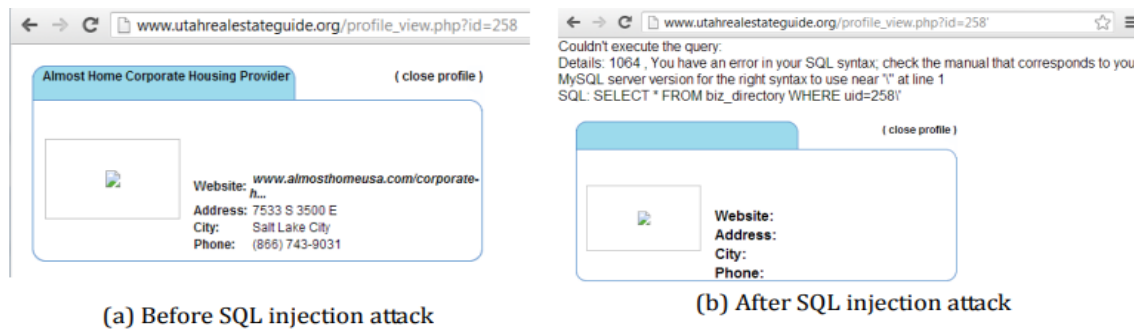 www.utahrealestateguide.org/profile_view.php?id=258
Almost Home Corporate Housing Provider
( close profile )
Website: www.almosthomeusa.com/corporate-
h...
Address: 7533 S 3500 E
City: Salt Lake City
Phone: (866) 743-9031
(a) Before SQL injection attack
www.utahrealestateguide.org/profile_view.php?id=258'
Couldn't execute the query:
Details: 1064 , You have an error in your SQL syntax; check the manual that corresponds to you
MySQL server version for the right syntax to use near '\'' at line 1
SQL: SELECT * FROM biz_directory WHERE uid=258\'
( close profile )
Website:
Address:
City:
Phone:
(b) After SQL injection attack